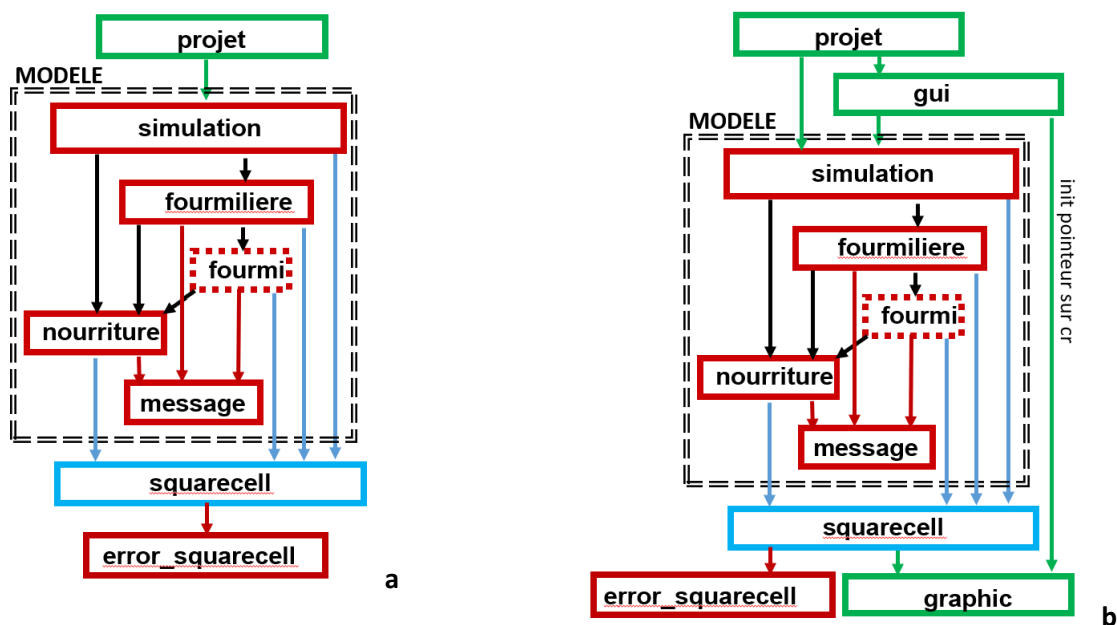 projet
MODELE
simulation
fourmiliere
fourmi
nourriture
message
squarecell
error_squarecell
a
projet
gui
MODELE
simulation
init pointeur sur cr
fourmiliere
fourmi
nourriture
message
squarecell
error_squarecell
graphic
b